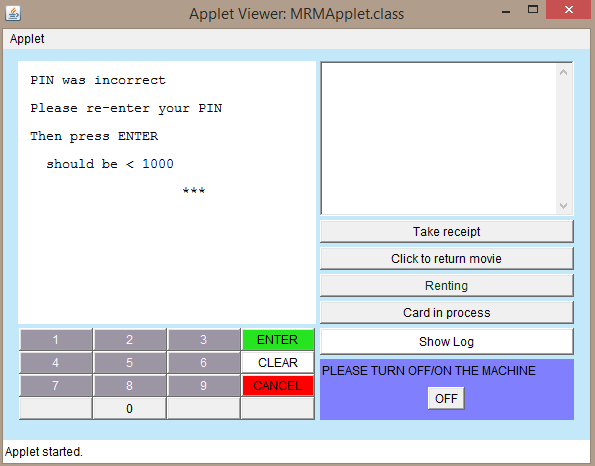 Applet Viewer: MRMApplet.class
Applet
PIN was incorrect
Please re-enter your PIN
Then press ENTER
should be < 1000
***
Take receipt
Click to return movie
Renting
Card in process
Show Log
1 2 3 ENTER
4 5 6 CLEAR
7 8 9 CANCEL
0
PLEASE TURN OFF/ON THE MACHINE
OFF
Applet started.